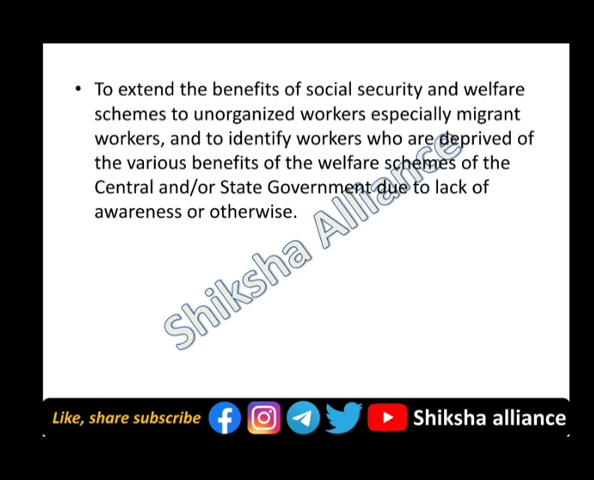 • To extend the benefits of social security and welfare
schemes to unorganized workers especially migrant
workers, and to identify workers who are deprived of
the various benefits of the welfare schemes of the
Central and/or State Government due to lack of
awareness or otherwise.
Shiksha Alliance
Like, share subscribe Shiksha alliance